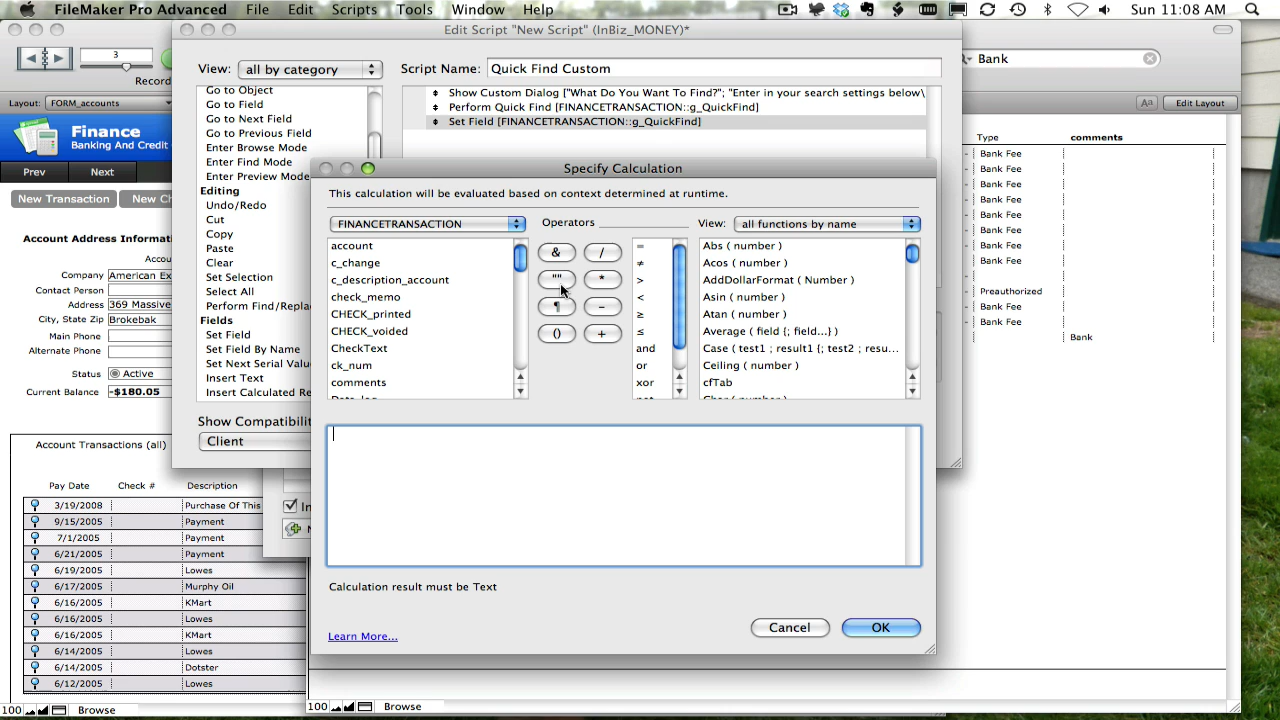 FileMaker Pro Advanced File Edit Scripts Tools Window Help Sun 11:08 AM
Edit Script "New Script" (InBiz_MONEY)*
3
Record
Layout: FORM_accounts
View: all by category
Script Name: Quick Find Custom
Bank
Aa Edit Layout
Go to Object
Go to Field
Go to Next Field
Go to Previous Field
Enter Browse Mode
Enter Find Mode
Enter Preview Mode
Editing
Undo/Redo
Cut
Copy
Paste
Clear
Set Selection
Select All
Perform Find/Repla
Fields
Set Field
Set Field By Name
Set Next Serial Valu
Insert Text
Insert Calculated Re
Show Compatibilit
Client
Show Custom Dialog ["What Do You Want To Find?"; "Enter in your search settings below\
Perform Quick Find [FINANCETRANSACTION::g_QuickFind]
Set Field [FINANCETRANSACTION::g_QuickFind]
Finance
Banking And Credit
Prev Next
New Transaction New Ch
Account Address Informati
Accou
Company American Ex
Contact Person
Address 369 Massive
City, State Zip Brokebak
Main Phone
Alternate Phone
Status Active
Current Balance -$180.05
Account Transactions (all)
Pay Date Check # Description
3/19/2008 Purchase Of This
9/15/2005 Payment
7/1/2005 Payment
6/21/2005 Payment
6/20/2005 Lowes
6/17/2005 Murphy Oil
6/16/2005 KMart
6/16/2005 Lowes
6/16/2005 KMart
6/14/2005 Lowes
6/14/2005 Dotster
6/12/2005 Lowes
100 Browse
Specify Calculation
This calculation will be evaluated based on context determined at runtime.
FINANCETRANSACTION
Operators
View: all functions by name
account
c_change
c_description_account
check_memo
CHECK_printed
CHECK_voided
CheckText
ck_num
comments
& /
"" *
¶ –
() +
=
≠
>
<
≥
≤
and
or
xor
not
Abs ( number )
Acos ( number )
AddDollarFormat ( Number )
Asin ( number )
Atan ( number )
Average ( field {; field...} )
Case ( test1 ; result1 {; test2 ; resu...
Ceiling ( number )
cfTab
Char ( number )
Calculation result must be Text
Learn More...
Cancel OK
Type comments
Bank Fee
Bank Fee
Bank Fee
Bank Fee
Bank Fee
Bank Fee
Bank Fee
Bank Fee
Preauthorized
Bank Fee
Bank Fee
Bank
100 Browse